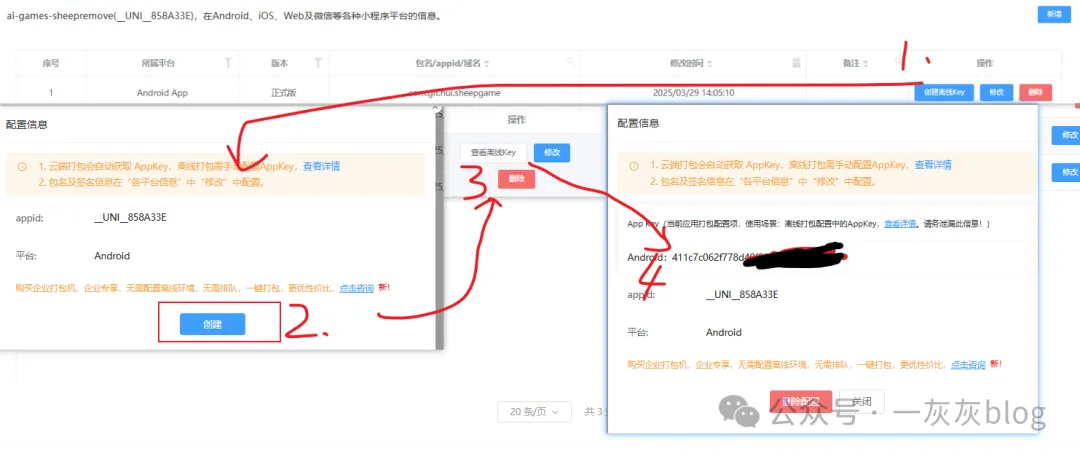 ai-games-sheepremove(__UNI__858A33E)，在Android、iOS、Web及微信等各种小程序平台的信息。
新增
序号 所属平台 版本 包名/appid/域名 修改时间 备注 操作
1 Android App 正式版 com.git.hui.sheepgame 2025/03/29 14:05:10 创建离线Key 修改 删除
1.
配置信息
1. 云端打包会自动获取 AppKey，离线打包需手动配置AppKey，查看详情
2. 包名及签名信息在“各平台信息”中“修改”中配置。
appid: __UNI__858A33E
平台: Android
购买企业打包机，企业专享，无需配置离线环境，无需排队，一键打包，更优性价比，点击咨询 新！
创建
2.
操作
查看离线Key 修改
删除
3
配置信息
1. 云端打包会自动获取 AppKey，离线打包需手动配置AppKey，查看详情
2. 包名及签名信息在“各平台信息”中“修改”中配置。
App Key（当前应用打包配置项，使用场景：离线打包配置中的AppKey，查看详情。请务泄漏此信息！）
Android: 411c7c062f778d
4
appid: __UNI__858A33E
平台: Android
购买企业打包机，企业专享，无需配置离线环境，无需排队，一键打包，更优性价比，点击咨询 新！
删除配置 关闭
修改
修改
20 条/页 共 3
公众号 · 一灰灰blog